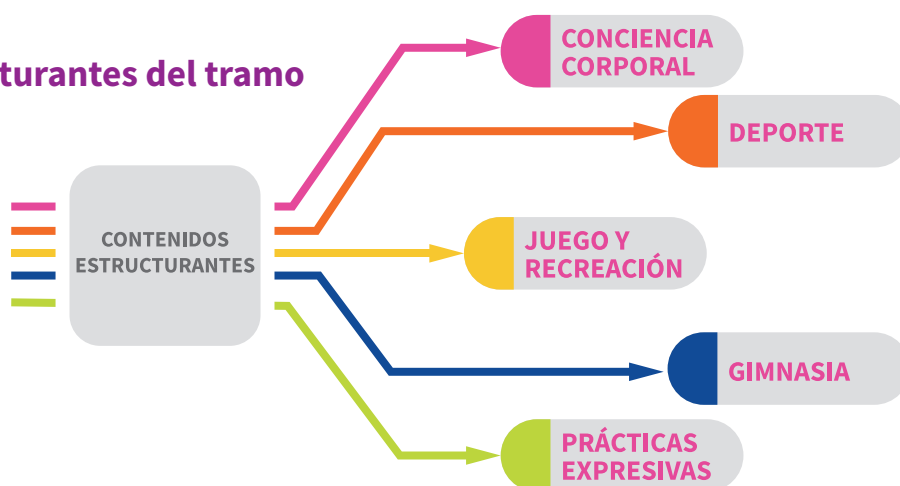 turantes del tramo
CONCIENCIA
CORPORAL
DEPORTE
CONTENIDOS
ESTRUCTURANTES
JUEGO Y
RECREACIÓN
GIMNASIA
PRÁCTICAS
EXPRESIVAS